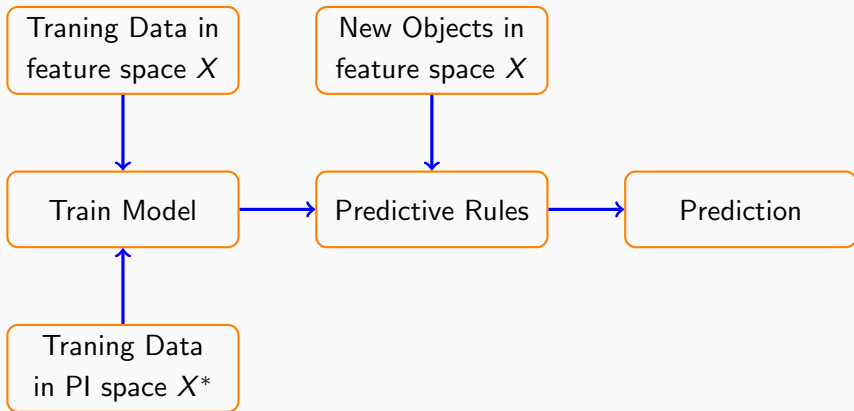 Traning Data in
feature space X
New Objects in
feature space X
Train Model
Predictive Rules
Prediction
Traning Data
in PI space X*